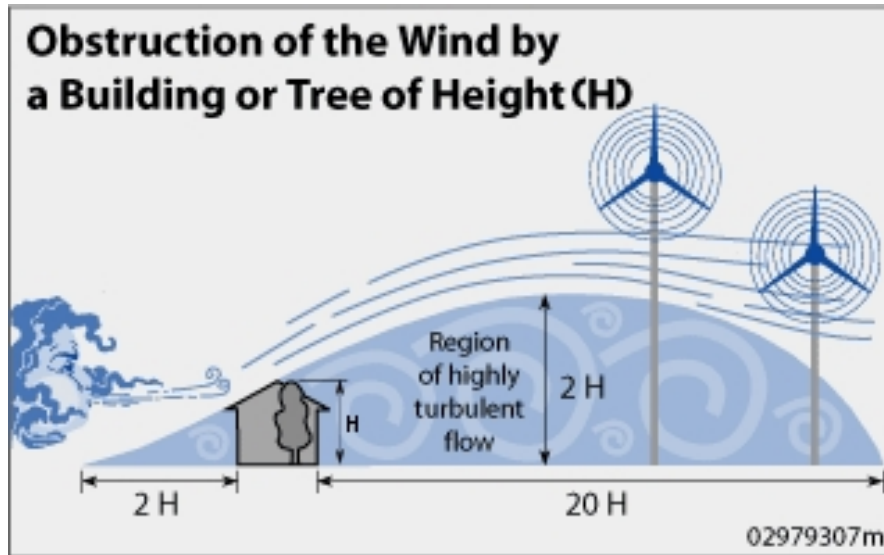 Obstruction of the Wind by
a Building or Tree of Height (H)
Region
of highly
turbulent
flow
2 H
H
2 H
20 H
02979307m